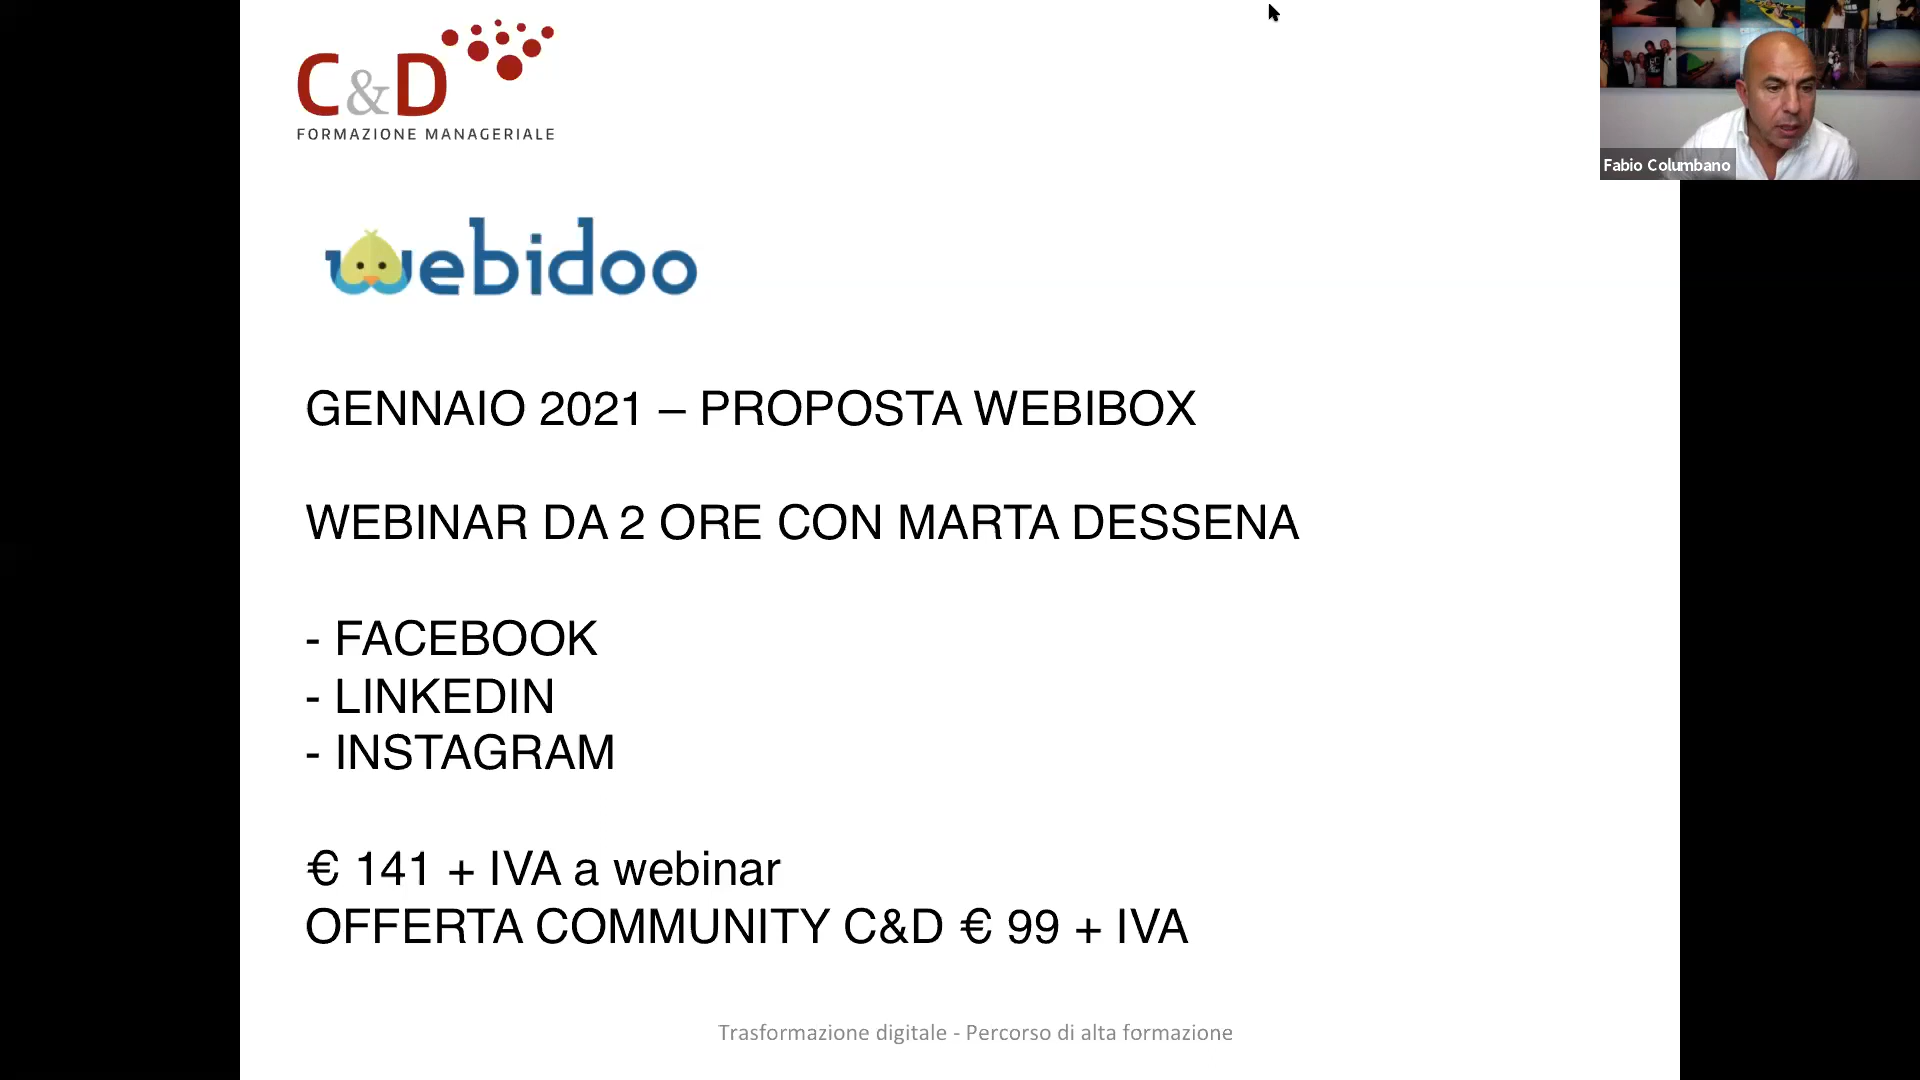 C&D
FORMAZIONE MANAGERIALE
Fabio Columbano
webidoo
GENNAIO 2021 – PROPOSTA WEBIBOX
WEBINAR DA 2 ORE CON MARTA DESSENA
- FACEBOOK
- LINKEDIN
- INSTAGRAM
€ 141 + IVA a webinar
OFFERTA COMMUNITY C&D € 99 + IVA
Trasformazione digitale - Percorso di alta formazione